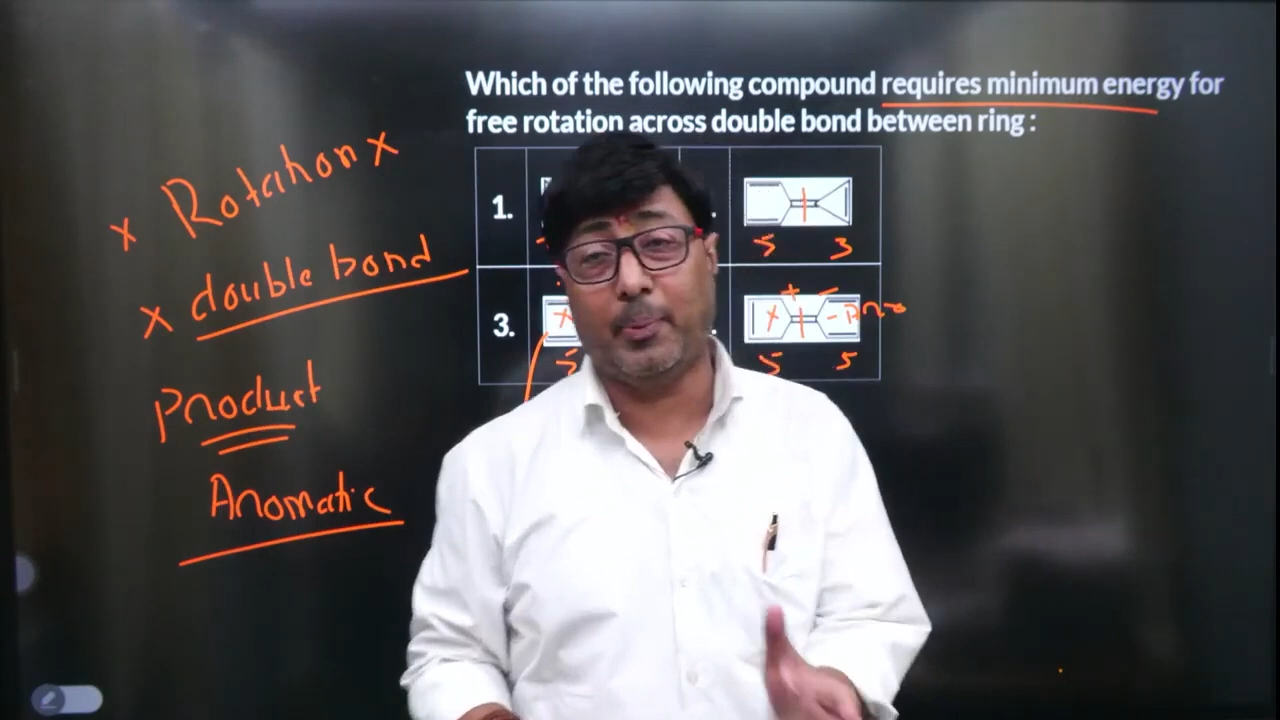 Which of the following compound requires minimum energy for
free rotation across double bond between ring :
x Rotation x
x double bond
Product
Aromatic
1.
5 3
3.
x
5
x + -
5 5